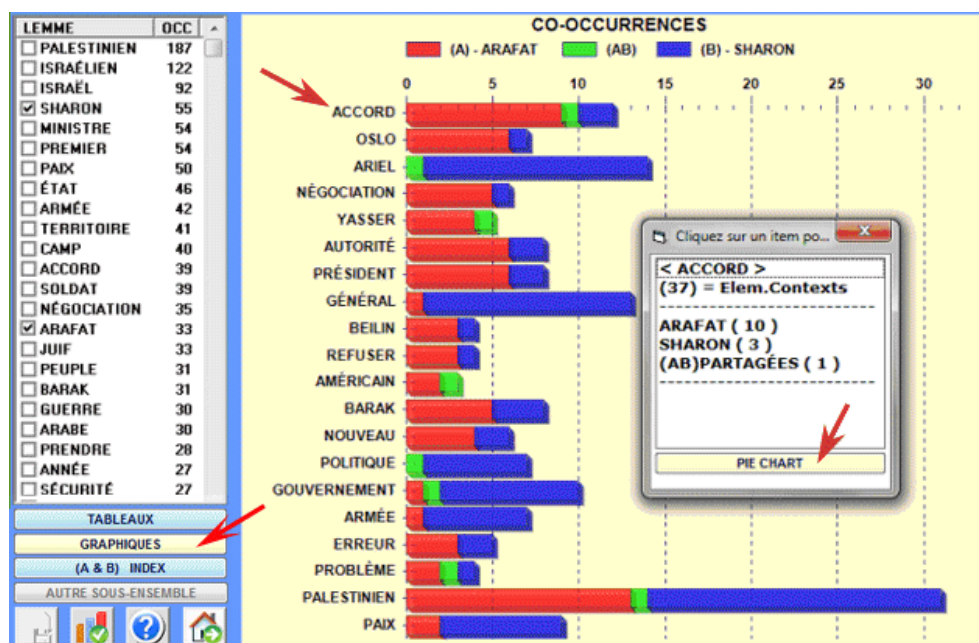 LEMME OCC
PALESTINIEN 187
ISRAÉLIEN 122
ISRAËL 92
SHARON 55
MINISTRE 54
PREMIER 54
PAIX 50
ÉTAT 46
ARMÉE 42
TERRITOIRE 41
CAMP 40
ACCORD 39
SOLDAT 39
NÉGOCIATION 35
ARAFAT 33
JUIF 33
PEUPLE 31
BARAK 31
GUERRE 30
ARABE 30
PRENDRE 28
ANNÉE 27
SÉCURITÉ 27
TABLEAUX
GRAPHIQUES
(A & B) INDEX
AUTRE SOUS-ENSEMBLE
CO-OCCURRENCES
(A) - ARAFAT (AB) (B) - SHARON
0 5 10 15 20 25 30
ACCORD
OSLO
ARIEL
NÉGOCIATION
YASSER
AUTORITÉ
PRÉSIDENT
GÉNÉRAL
BEILIN
REFUSER
AMÉRICAIN
BARAK
NOUVEAU
POLITIQUE
GOUVERNEMENT
ARMÉE
ERREUR
PROBLÈME
PALESTINIEN
PAIX
Cliquez sur un item po...
< ACCORD >
(37) = Elem.Contexts
ARAFAT ( 10 )
SHARON ( 3 )
(AB)PARTAGÉES ( 1 )
PIE CHART